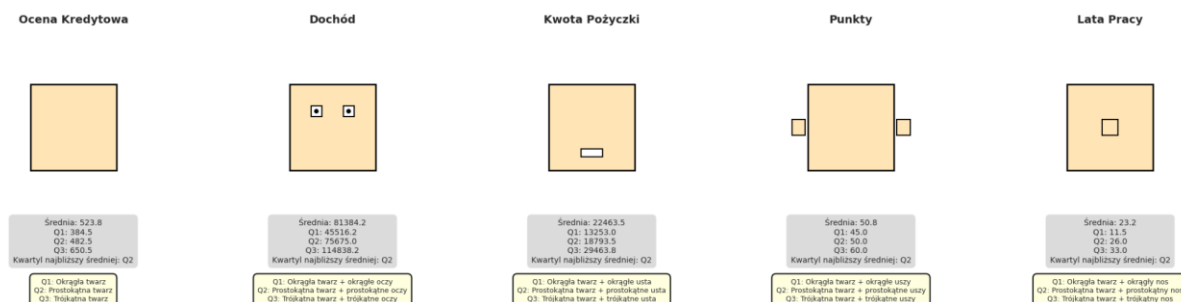 Ocena Kredytowa
Dochód
Kwota Pożyczki
Punkty
Lata Pracy
Średnia: 523.8
Q1: 384.5
Q2: 482.5
Q3: 650.5
Kwartyl najbliższy średniej: Q2
Q1: Okrągła twarz
Q2: Prostokątna twarz
Q3: Trójkątna twarz
Średnia: 81384.2
Q1: 45516.2
Q2: 75675.0
Q3: 114838.2
Kwartyl najbliższy średniej: Q2
Q1: Okrągła twarz + okrągłe oczy
Q2: Prostokątna twarz + prostokątne oczy
Q3: Trójkątna twarz + trójkątne oczy
Średnia: 22463.5
Q1: 13253.0
Q2: 18793.5
Q3: 29463.8
Kwartyl najbliższy średniej: Q2
Q1: Okrągła twarz + okrągłe usta
Q2: Prostokątna twarz + prostokątne usta
Q3: Trójkątna twarz + trójkątne usta
Średnia: 50.8
Q1: 45.0
Q2: 50.0
Q3: 60.0
Kwartyl najbliższy średniej: Q2
Q1: Okrągła twarz + okrągłe uszy
Q2: Prostokątna twarz + prostokątne uszy
Q3: Trójkątna twarz + trójkątne uszy
Średnia: 23.2
Q1: 11.5
Q2: 26.0
Q3: 33.0
Kwartyl najbliższy średniej: Q2
Q1: Okrągła twarz + okrągły nos
Q2: Prostokątna twarz + prostokątny nos
Q3: Trójkątna twarz + trójkątny nos